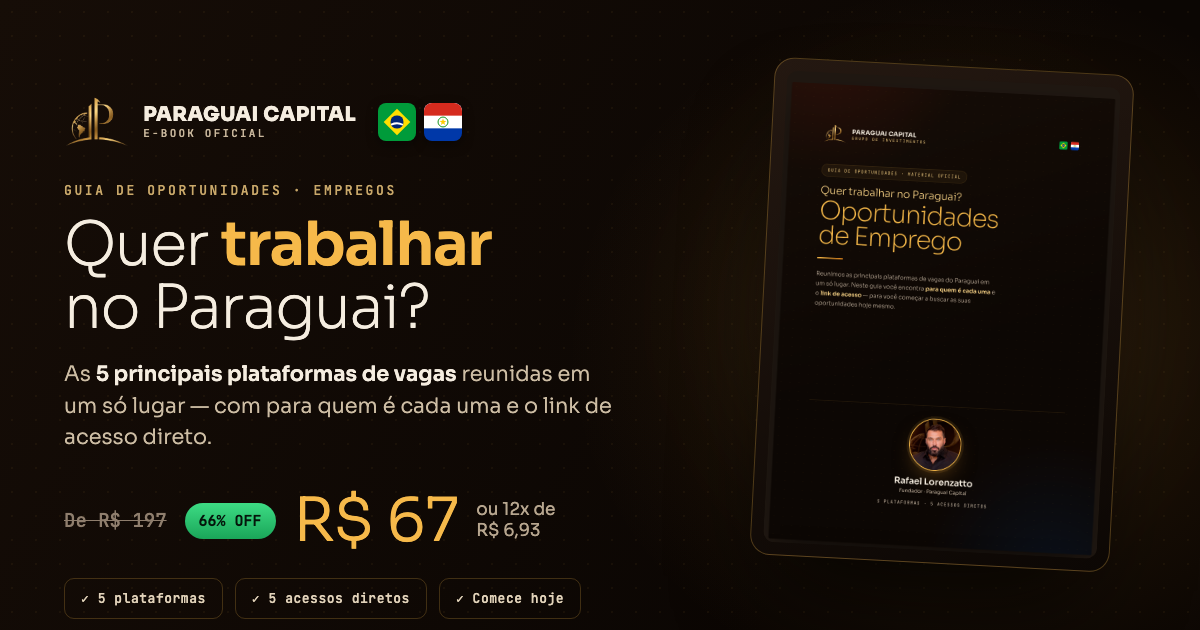 PARAGUAI CAPITAL
E-BOOK OFICIAL
GUIA DE OPORTUNIDADES · EMPREGOS
Quer trabalhar
no Paraguai?
As 5 principais plataformas de vagas reunidas em
um só lugar — com para quem é cada uma e o link de
acesso direto.
De R$ 197
66% OFF
R$ 67
ou 12x de
R$ 6,93
✓ 5 plataformas
✓ 5 acessos diretos
✓ Comece hoje
PARAGUAI CAPITAL
GRUPO DE INVESTIMENTOS
GUIA DE OPORTUNIDADES · MATERIAL OFICIAL
Quer trabalhar no Paraguai?
Oportunidades
de Emprego
Reunimos as principais plataformas de vagas do Paraguai em
um só lugar. Neste guia você encontra para quem é cada uma e
o link de acesso — para você começar a buscar as suas
oportunidades hoje mesmo.
Rafael Lorenzatto
Fundador · Paraguai Capital
5 PLATAFORMAS · 5 ACESSOS DIRETOS